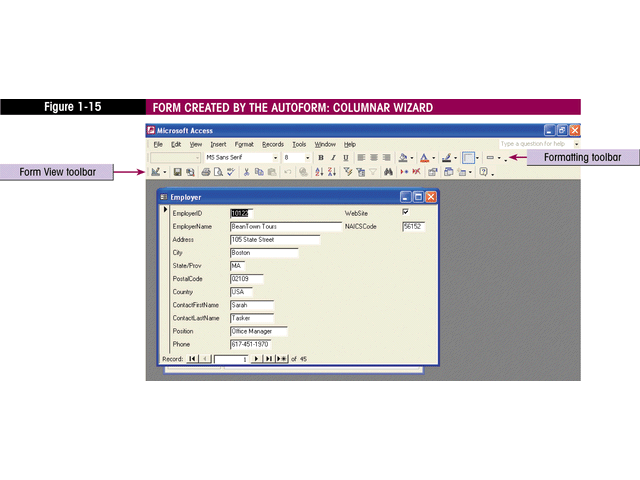 Figure 1-15 FORM CREATED BY THE AUTOFORM: COLUMNAR WIZARD
Microsoft Access
File Edit View Insert Format Records Tools Window Help Type a question for help
MS Sans Serif 8 B I U A Formatting toolbar
Form View toolbar
Employer
EmployerID 10122 WebSite
EmployerName BeanTown Tours NAICSCode 56152
Address 105 State Street
City Boston
State/Prov MA
PostalCode 02109
Country USA
ContactFirstName Sarah
ContactLastName Tasker
Position Office Manager
Phone 617-451-1970
Record: 1 of 45